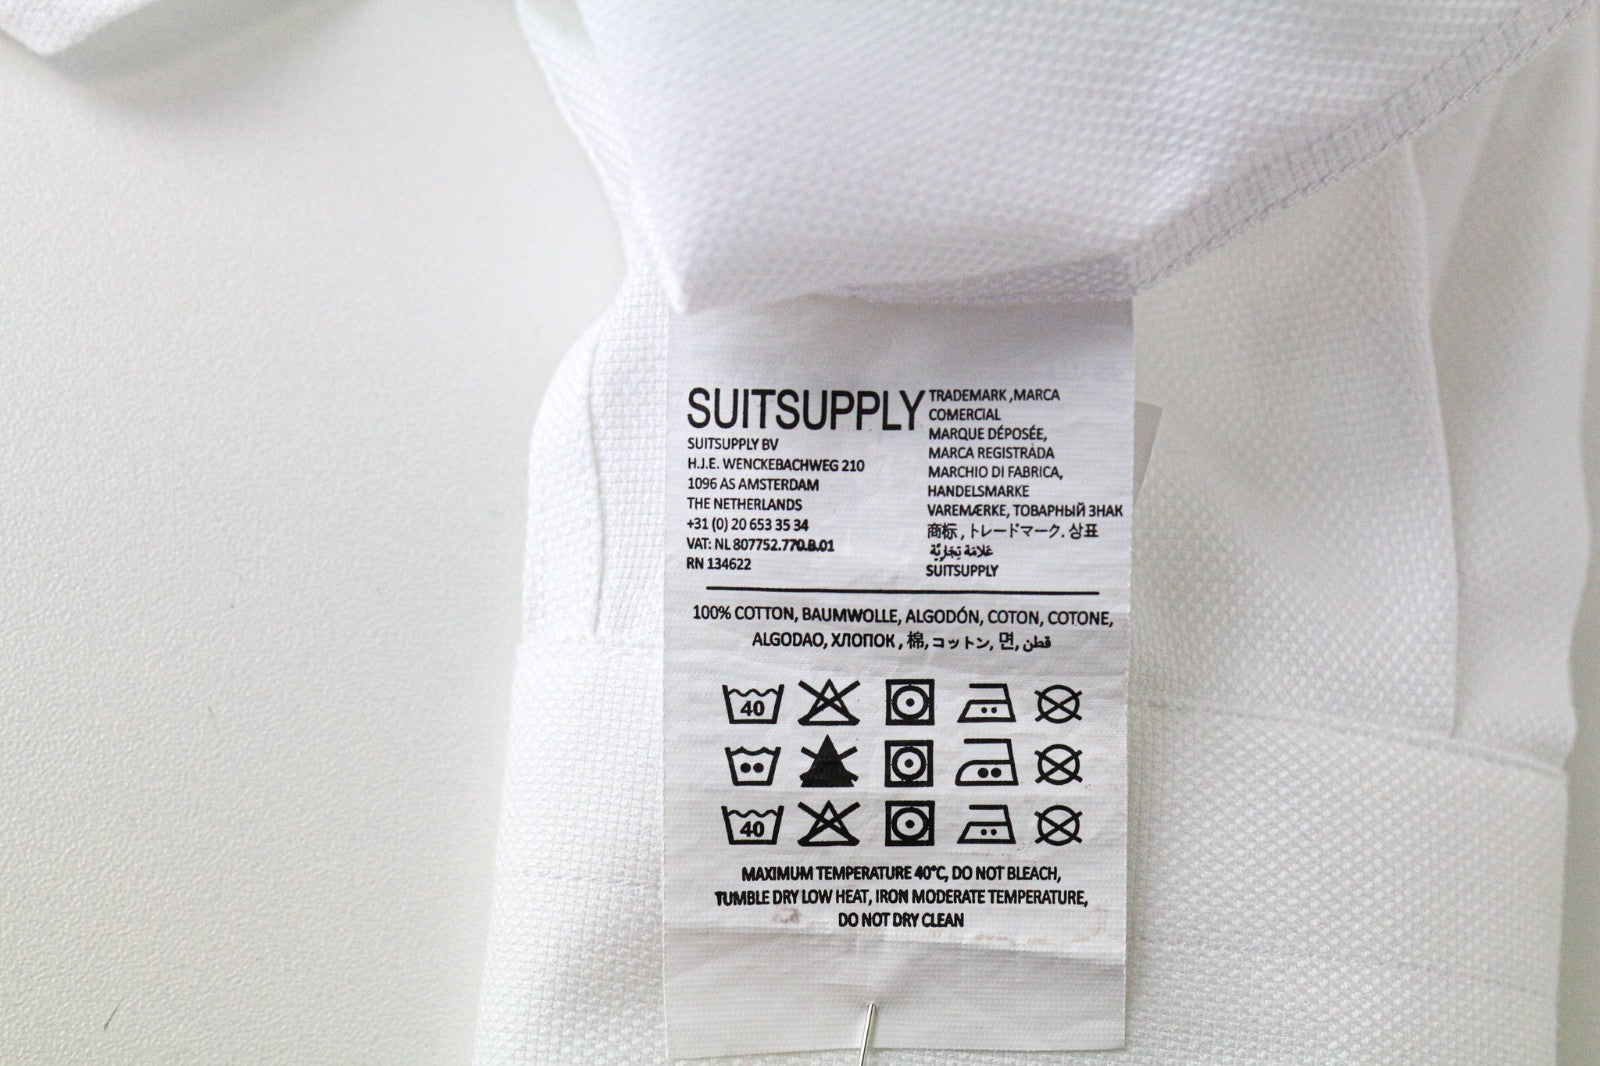 SUITSUPPLY
SUITSUPPLY BV
H.J.E. WENCKEBACHWEG 210
1096 AS AMSTERDAM
THE NETHERLANDS
+31 (0) 20 653 35 34
VAT: NL 807752.770.B.01
RN 134622
TRADEMARK ,MARCA
COMERCIAL
MARQUE DÉPOSÉE,
MARCA REGISTRADA
MARCHIO DI FABRICA,
HANDELSMARKE
VAREMÆRKE, ТОВАРНЫЙ ЗНАК
商标 , トレードマーク. 상표
عَلامَة تِجَارِيَّة
SUITSUPPLY
100% COTTON, BAUMWOLLE, ALGODÓN, COTON, COTONE,
ALGODAO, ХЛОПОК , 棉, コットン, 면, قطن
40
40
MAXIMUM TEMPERATURE 40°C, DO NOT BLEACH,
TUMBLE DRY LOW HEAT, IRON MODERATE TEMPERATURE,
DO NOT DRY CLEAN